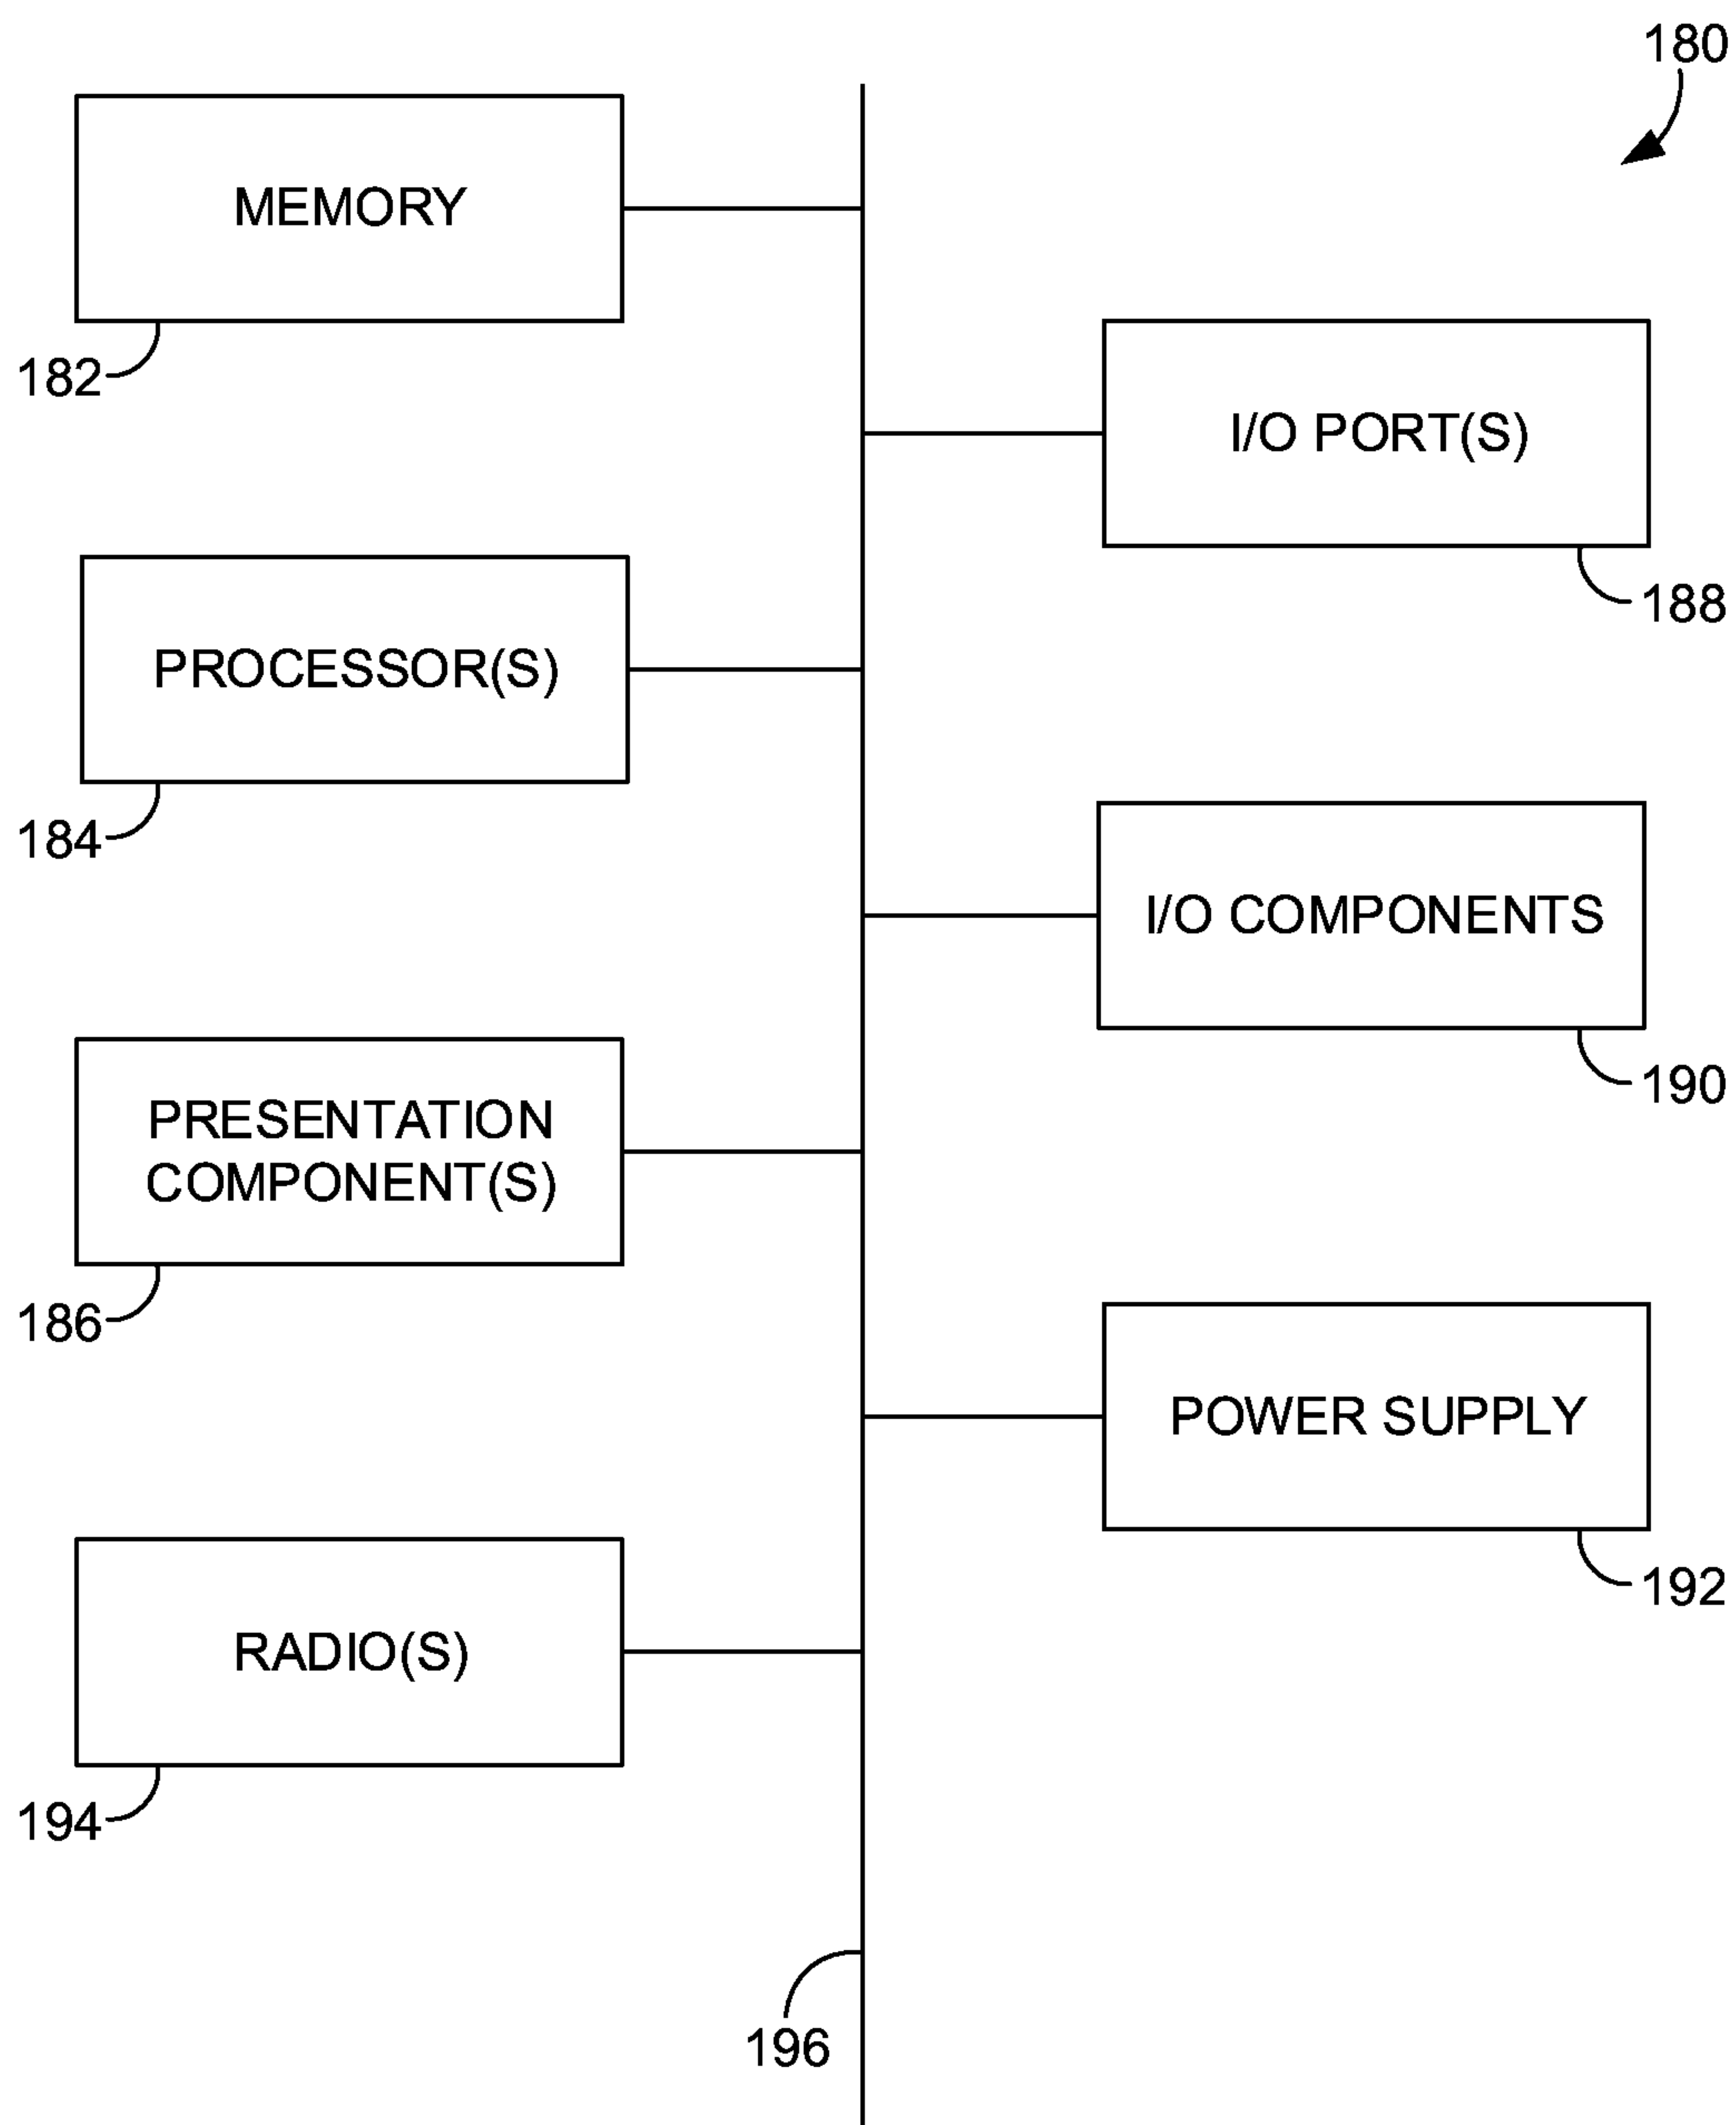 180
MEMORY
182
I/O PORT(S)
188
PROCESSOR(S)
184
I/O COMPONENTS
190
PRESENTATION
COMPONENT(S)
186
POWER SUPPLY
192
RADIO(S)
194
196